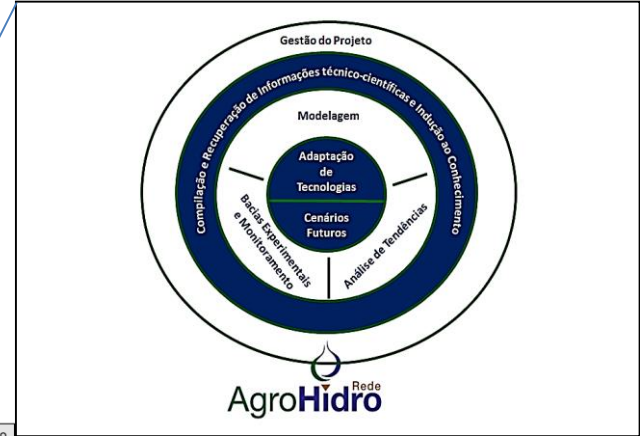 Gestão do Projeto
Compilação e Recuperação de Informações técnico-científicas e Indução ao Conhecimento
Modelagem
Adaptação
de
Tecnologias
Cenários
Futuros
Bacias Experimentais
e Monitoramento
Análise de Tendências
Rede
AgroHidro